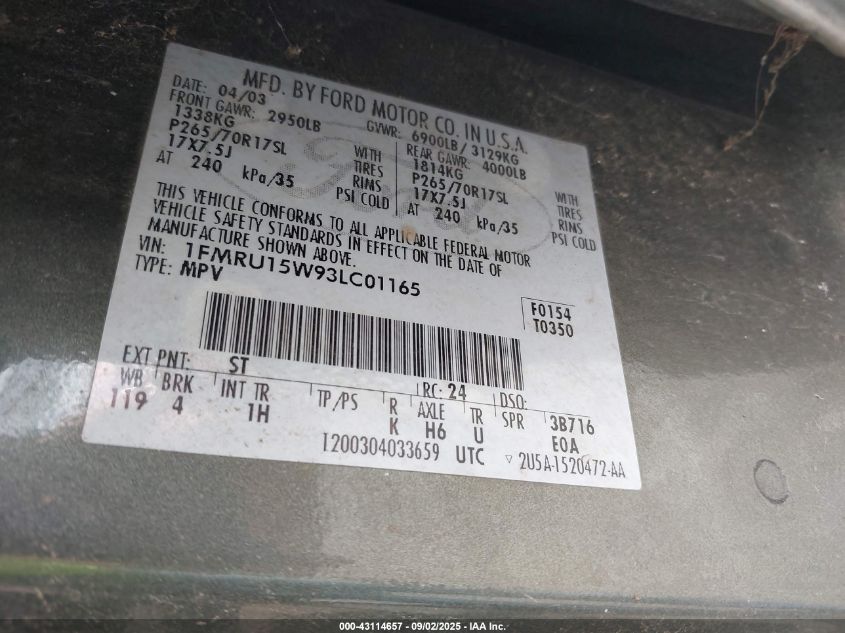 MFD. BY FORD MOTOR CO. IN U.S.A.
DATE: 04/03 GVWR: 6900LB / 3129KG
FRONT GAWR: 2950LB REAR GAWR: 4000LB
1338KG WITH 1814KG WITH
P265/70R17SL TIRES P265/70R17SL TIRES
17X7.5J RIMS 17X7.5J RIMS
AT 240 kPa/35 PSI COLD AT 240 kPa/35 PSI COLD
THIS VEHICLE CONFORMS TO ALL APPLICABLE FEDERAL MOTOR
VEHICLE SAFETY STANDARDS IN EFFECT ON THE DATE OF
MANUFACTURE SHOWN ABOVE.
VIN: 1FMRU15W93LC01165
TYPE: MPV
F0154
T0350
EXT PNT: ST RC: 24 DSO:
WB BRK INT TR TP/PS R AXLE TR SPR 3B716
119 4 1H K H6 U EOA
1200304033659 UTC ▽ 2U5A-1520472-AA
Ford
000-43114657 - 09/02/2025 - IAA Inc.